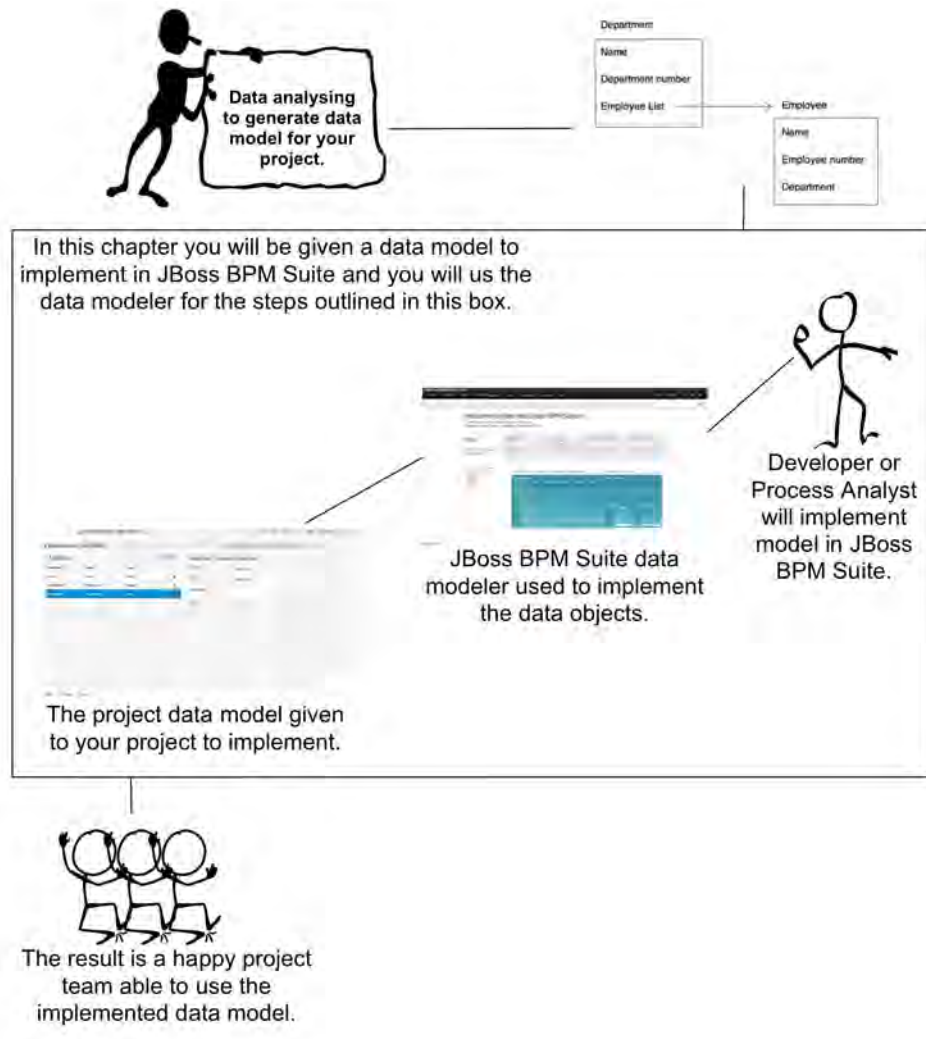 Data analysing
to generate data
model for your
project.
Department
Name
Department number
Employee List
Employee
Name
Employee number
Department
In this chapter you will be given a data model to
implement in JBoss BPM Suite and you will us the
data modeler for the steps outlined in this box.
Developer or
Process Analyst
will implement
model in JBoss
BPM Suite.
JBoss BPM Suite data
modeler used to implement
the data objects.
The project data model given
to your project to implement.
The result is a happy project
team able to use the
implemented data model.